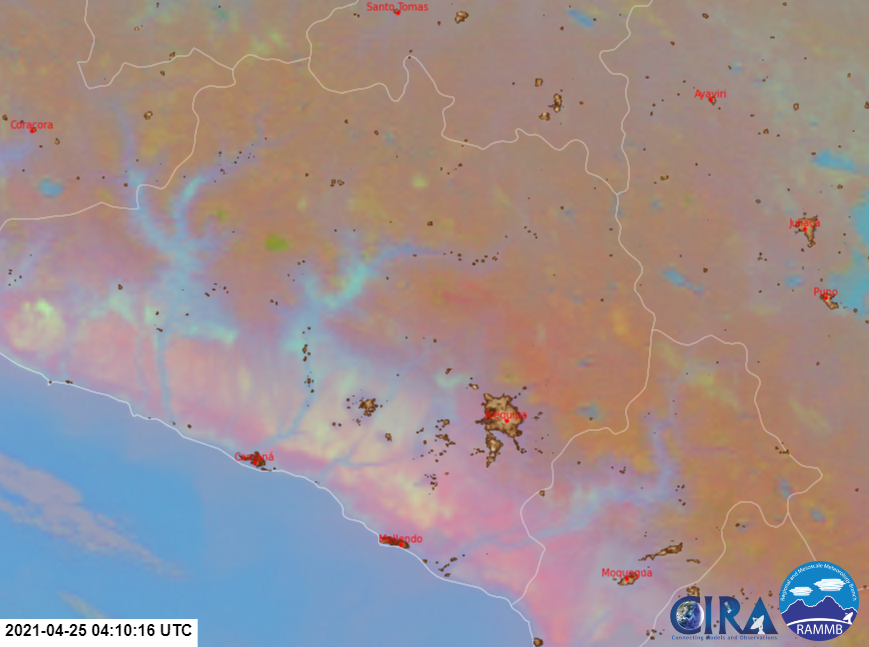 Santo Tomas
Ayaviri
Coracora
Juliaca
Puno
Arequipa
Camaná
Mollendo
Moquegua
2021-04-25 04:10:16 UTC
CIRA
Connecting Models and Observations
Regional and Mesoscale Meteorology Branch
RAMMB